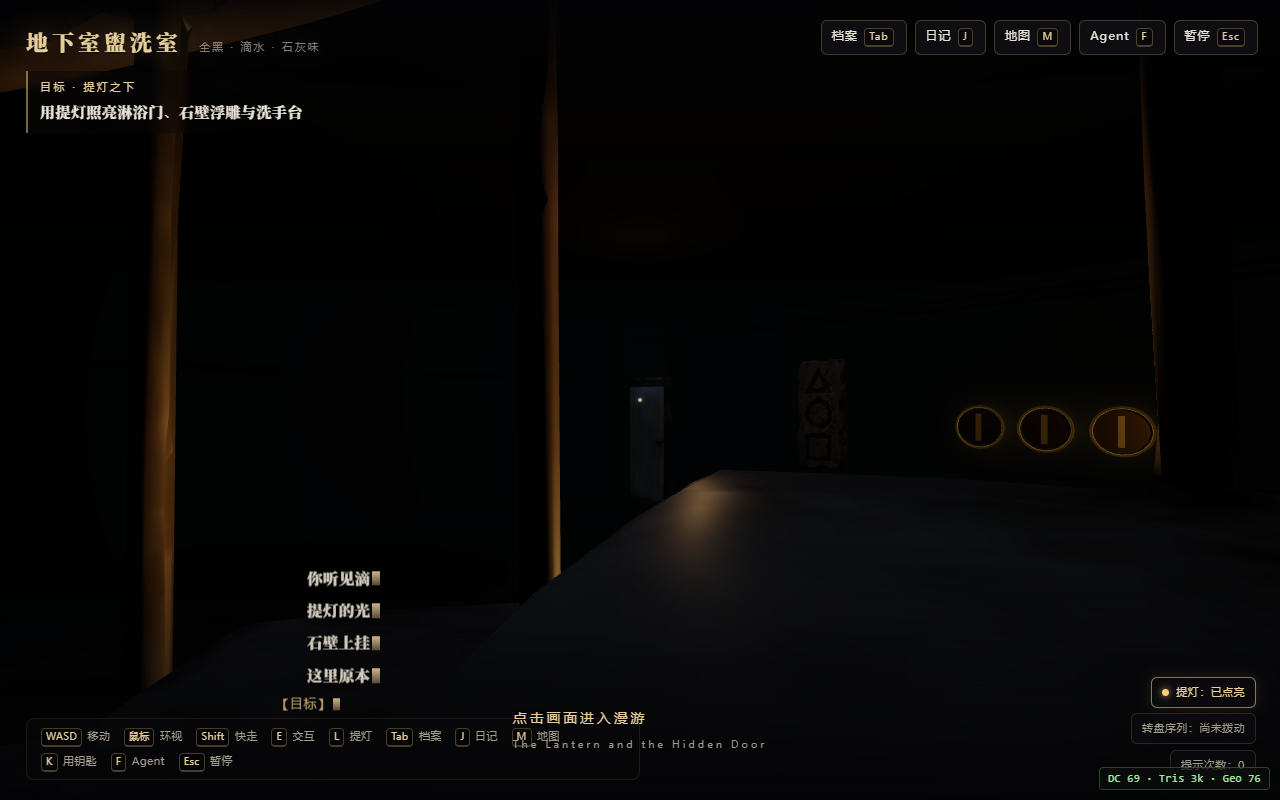 地下室盥洗室 全黑 · 滴水 · 石灰味
档案 Tab 日记 J 地图 M Agent F 暂停 Esc
目标 · 提灯之下
用提灯照亮淋浴门、石壁浮雕与洗手台
你听见滴
提灯的光
石壁上挂
这里原本
【目标】
点击画面进入漫游
The Lantern and the Hidden Door
WASD 移动 鼠标 环视 Shift 快走 E 交互 L 提灯 Tab 档案 J 日记 M 地图
K 用钥匙 F Agent Esc 暂停
提灯：已点亮
转盘序列：尚未拨动
提示次数：0
DC 69 · Tris 3k · Geo 76